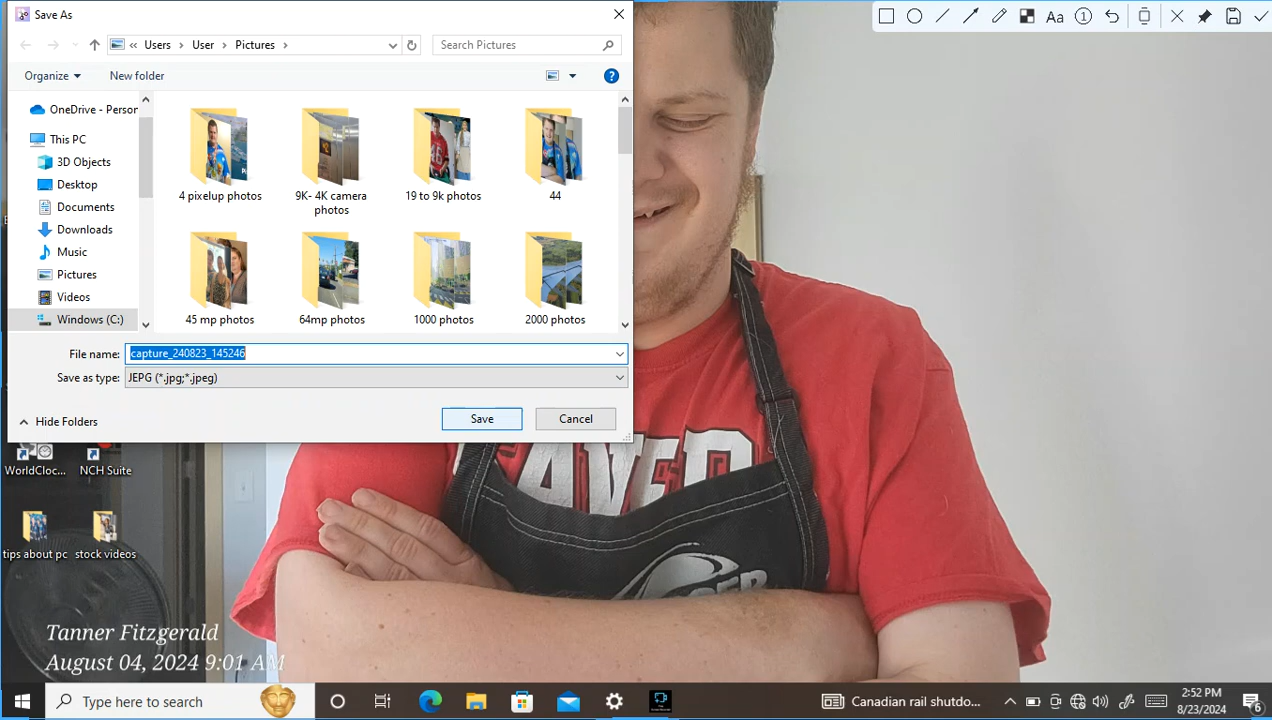 Save As
Users > User > Pictures >
Search Pictures
Organize
New folder
OneDrive - Person
This PC
3D Objects
Desktop
Documents
Downloads
Music
Pictures
Videos
Windows (C:)
4 pixelup photos
9K- 4K camera
photos
19 to 9k photos
44
45 mp photos
64mp photos
1000 photos
2000 photos
File name: capture_240823_145246
Save as type: JEPG (*.jpg;*.jpeg)
Hide Folders
Save
Cancel
Aa
1
WorldCloc...
NCH Suite
tips about pc
stock videos
Tanner Fitzgerald
August 04, 2024 9:01 AM
Type here to search
Canadian rail shutdo...
2:52 PM
8/23/2024
6